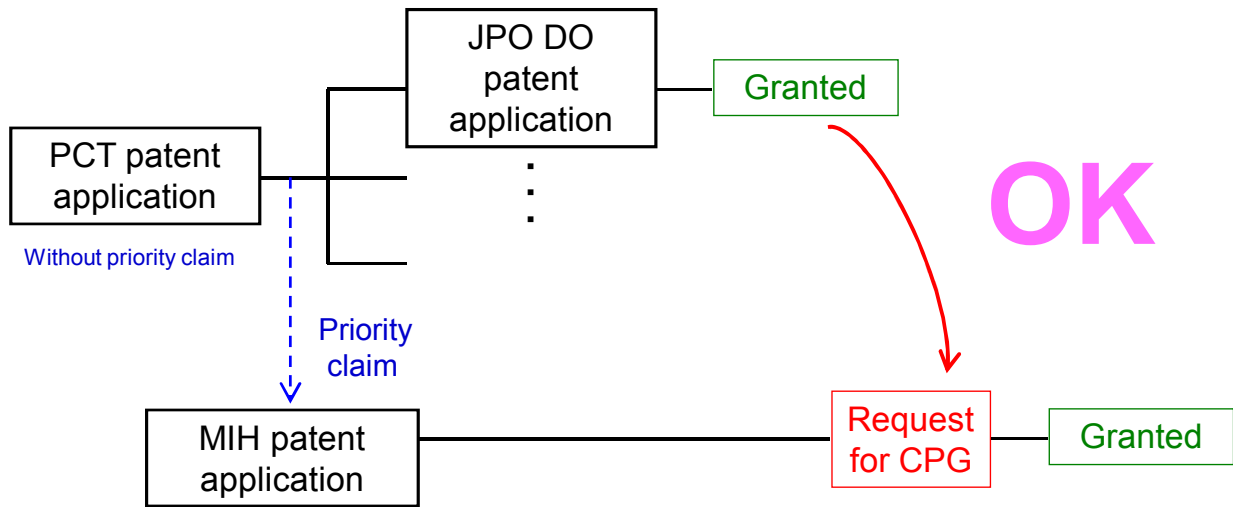 JPO DO
patent
application
Granted
PCT patent
application
OK
Without priority claim
Priority
claim
MIH patent
application
Request
for CPG
Granted